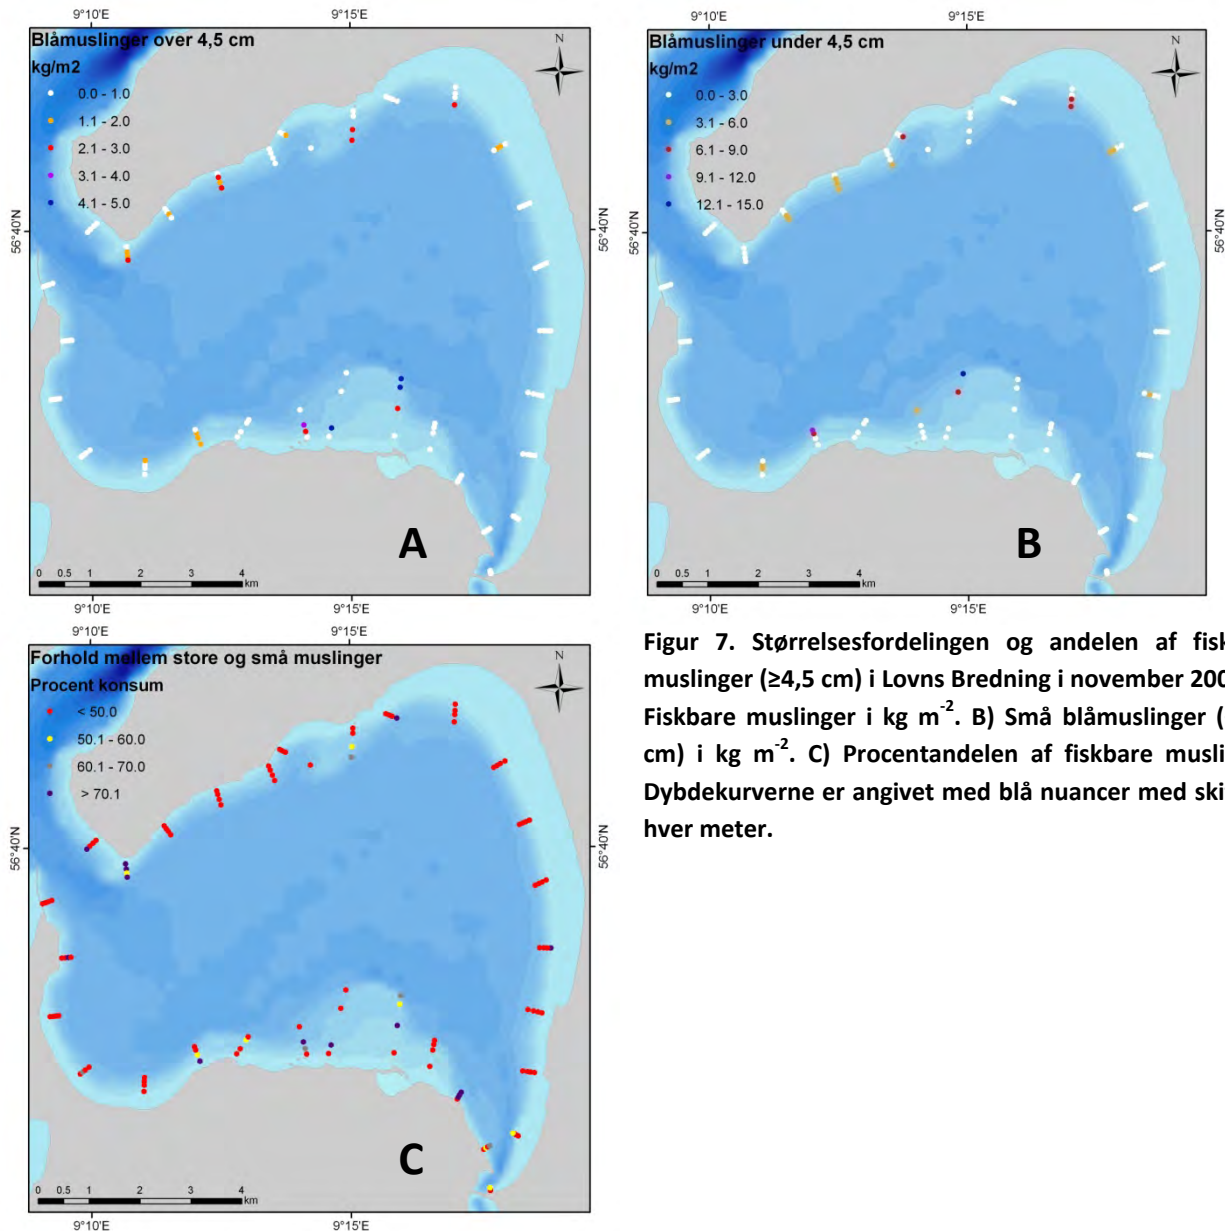 9°10'E
9°15'E
Blåmuslinger over 4,5 cm
kg/m2
0.0 - 1.0
1.1 - 2.0
2.1 - 3.0
3.1 - 4.0
4.1 - 5.0
N
56°40'N
56°40'N
A
0 0.5 1 2 3 4
km
9°10'E
9°15'E
9°10'E
9°15'E
Blåmuslinger under 4,5 cm
kg/m2
0.0 - 3.0
3.1 - 6.0
6.1 - 9.0
9.1 - 12.0
12.1 - 15.0
N
56°40'N
B
0 0.5 1 2 3 4
km
9°10'E
9°15'E
Forhold mellem store og små muslinger
Procent konsum
< 50.0
50.1 - 60.0
60.1 - 70.0
> 70.1
N
56°40'N
56°40'N
C
0 0.5 1 2 3 4
km
9°10'E
9°15'E
Figur 7. Størrelsesfordelingen og andelen af fisk
muslinger (≥4,5 cm) i Lovns Bredning i november 200
Fiskbare muslinger i kg m⁻². B) Små blåmuslinger (
cm) i kg m⁻². C) Procentandelen af fiskbare musli
Dybdekurverne er angivet med blå nuancer med ski
hver meter.